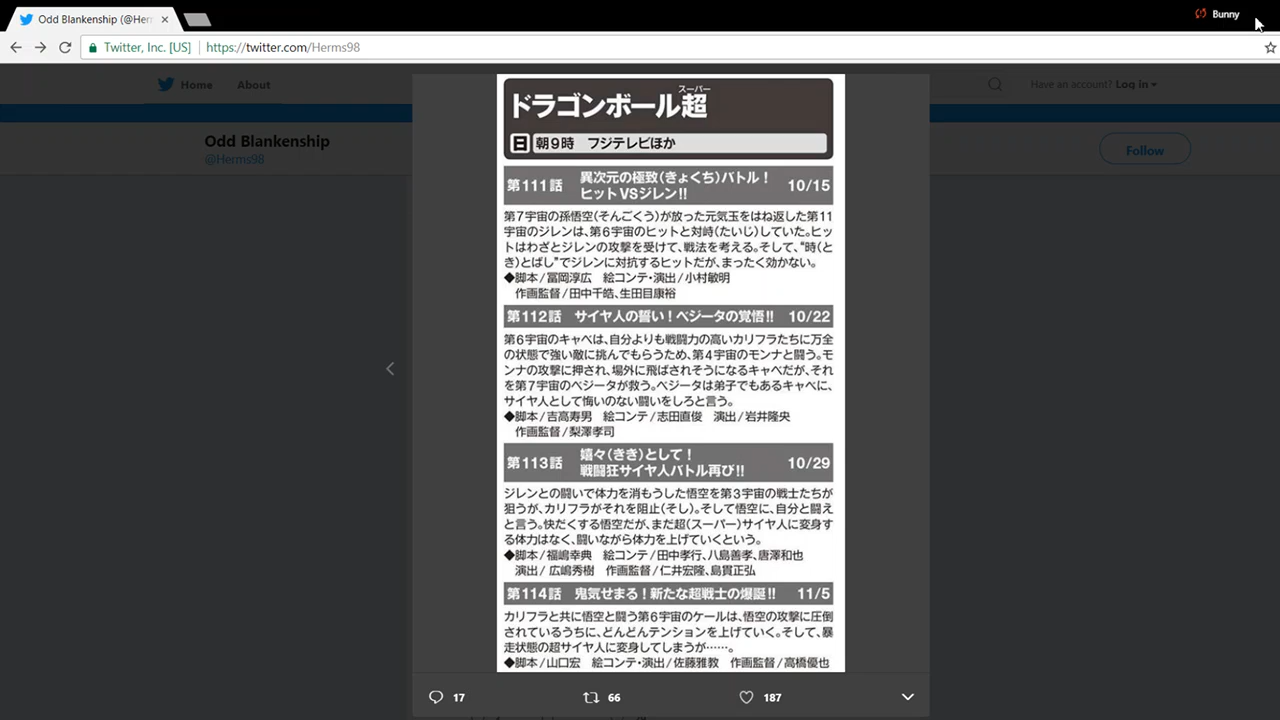 Odd Blankenship (@Herm
Bunny
Twitter, Inc. [US] https://twitter.com/Herms98
Home About
Have an account? Log in
Odd Blankenship
@Herms98
Follow
スーパー
ドラゴンボール超
日 朝9時 フジテレビほか
第111話 異次元の極致(きょくち)バトル!
ヒットVSジレン!! 10/15
第7宇宙の孫悟空(そんごくう)が放った元気玉をはね返した第11
宇宙のジレンは、第6宇宙のヒットと対峙(たいじ)していた。ヒッ
トはわざとジレンの攻撃を受けて、戦法を考える。そして、“時(と
き)とばし”でジレンに対抗するヒットだが、まったく効かない。
◆脚本/冨岡淳広 絵コンテ・演出/小村敏明
作画監督/田中千皓、生田目康裕
第112話 サイヤ人の誓い!ベジータの覚悟!! 10/22
第6宇宙のキャベは、自分よりも戦闘力の高いカリフラたちに万全
の状態で強い敵に挑んでもらうため、第4宇宙のモンナと闘う。モ
ンナの攻撃に押され、場外に飛ばされそうになるキャベだが、それ
を第7宇宙のベジータが救う。ベジータは弟子でもあるキャベに、
サイヤ人として悔いのない闘いをしろと言う。
◆脚本/吉高寿男 絵コンテ/志田直俊 演出/岩井隆央
作画監督/梨澤孝司
第113話 嬉々(きき)として!
戦闘狂サイヤ人バトル再び!! 10/29
ジレンとの闘いで体力を消もうした悟空を第3宇宙の戦士たちが
狙うが、カリフラがそれを阻止(そし)。そして悟空に、自分と闘え
と言う。快だくする悟空だが、まだ超(スーパー)サイヤ人に変身す
る体力はなく、闘いながら体力を上げていくという。
◆脚本/福嶋幸典 絵コンテ/田中孝行、八島善孝、唐澤和也
演出/広嶋秀樹 作画監督/仁井宏隆、島貫正弘
第114話 鬼気せまる!新たな超戦士の爆誕!! 11/5
カリフラと共に悟空と闘う第6宇宙のケールは、悟空の攻撃に圧倒
されているうちに、どんどんテンションを上げていく。そして、暴
走状態の超サイヤ人に変身してしまうが……。
◆脚本/山口宏 絵コンテ・演出/佐藤雅教 作画監督/高橋優也
17 66 187